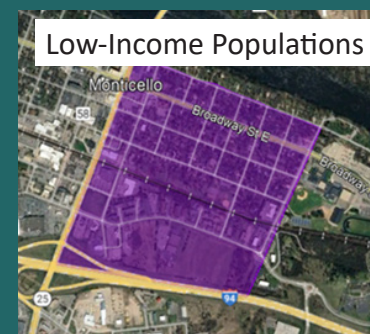 Low-Income Populations
Monticello
58
Broadway St E
Broadway
25
94